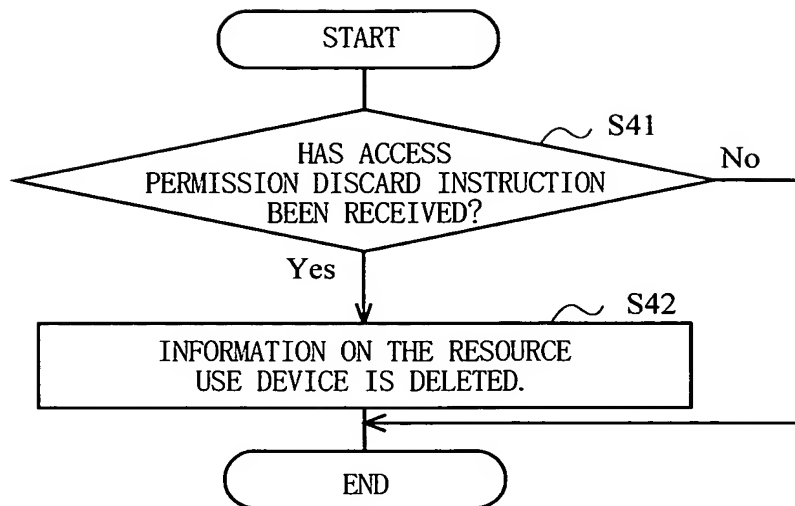 START
S41
HAS ACCESS
PERMISSION DISCARD INSTRUCTION
BEEN RECEIVED?
No
Yes
S42
INFORMATION ON THE RESOURCE
USE DEVICE IS DELETED.
END